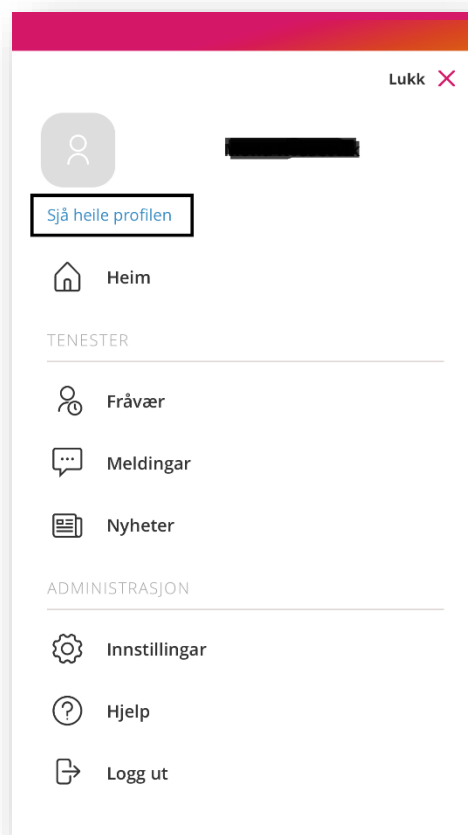 Lukk
Sjå heile profilen
Heim
TENESTER
Fråvær
Meldingar
Nyheter
ADMINISTRASJON
Innstillingar
Hjelp
Logg ut